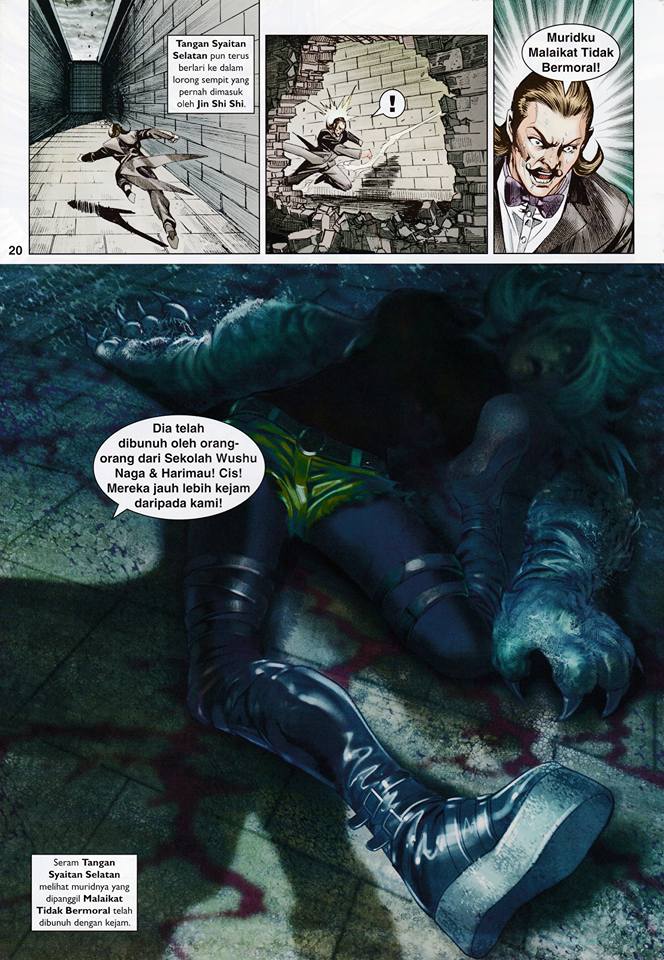 Tangan Syaitan
Selatan pun terus
berlari ke dalam
lorong sempit yang
pernah dimasuk
oleh Jin Shi Shi.
!
Muridku
Malaikat Tidak
Bermoral!
20
Dia telah
dibunuh oleh orang-
orang dari Sekolah Wushu
Naga & Harimau! Cis!
Mereka jauh lebih kejam
daripada kami!
Seram Tangan
Syaitan Selatan
melihat muridnya yang
dipanggil Malaikat
Tidak Bermoral telah
dibunuh dengan kejam.